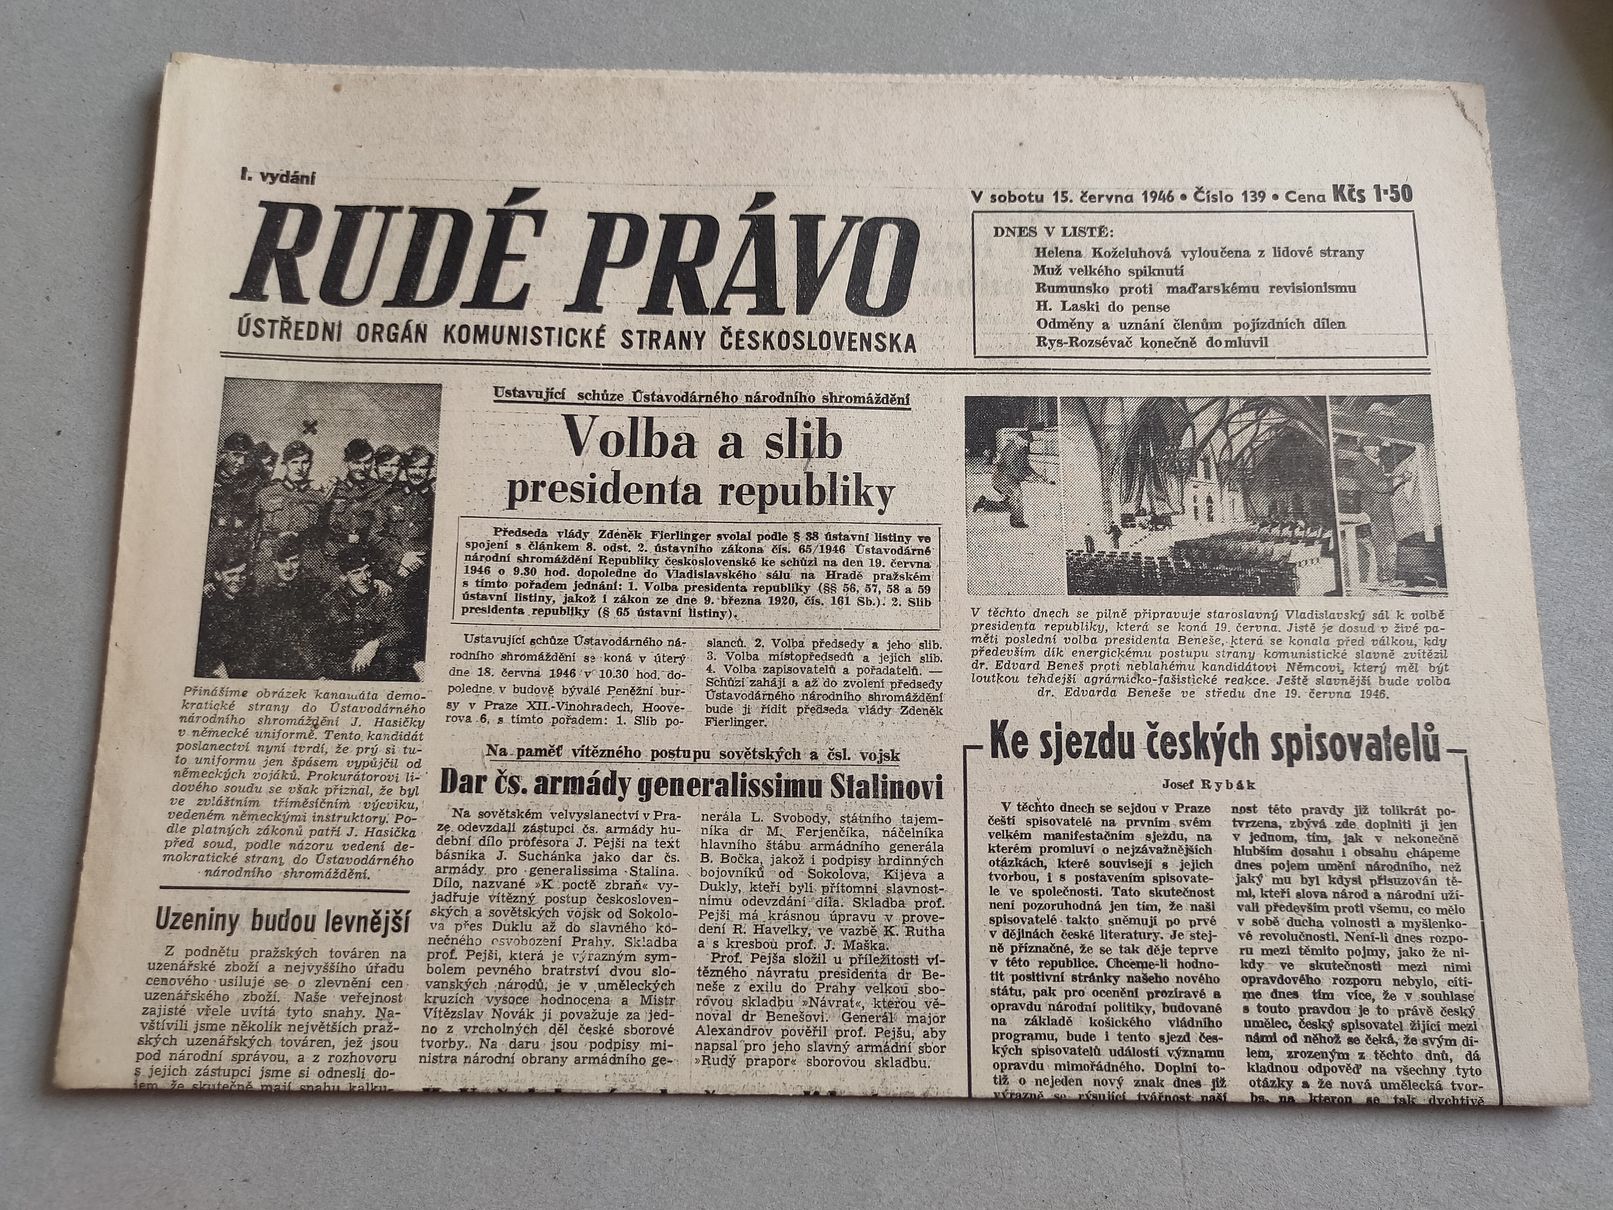 I. vydání
RUDÉ PRÁVO
ÚSTŘEDNI ORGÁN KOMUNISTICKÉ STRANY ČESKOSLOVENSKA
V sobotu 15. června 1946 • Číslo 139 • Cena Kčs 1·50
DNES V LISTĚ:
Helena Koželuhová vyloučena z lidové strany
Muž velkého spiknutí
Rumunsko proti maďarskému revisionismu
H. Laski do pense
Odměny a uznání členům pojízdních dílen
Rys-Rozsévač konečně domluvil
Přinášíme obrázek kanduáta demo-
kratické strany do Ústavodárného
národního shromáždění J. Hasičky
v německé uniformě. Tento kandidát
poslanectví nyní tvrdí, že prý si tu-
to uniformu jen špásem vypůjčil od
německých vojáků. Prokurátorovi li-
dového soudu se však přiznal, že byl
ve zvláštním tříměsíčním výcviku,
vedeném německými instruktory. Po-
dle platných zákonů patří J. Hasička
před soud, podle názoru vedení de-
mokratické strany do Ústavodárného
národního shromáždění.
Uzeniny budou levnější
Z podnětu pražských továren na
uzenářské zboží a nejvyššího úřadu
cenového usiluje se o zlevnění cen
uzenářského zboží. Naše veřejnost
zajisté vřele uvítá tyto snahy. Na-
vštívili jsme několik největších praž-
ských uzenářských továren, jež jsou
pod národní správou, a z rozhovoru
s jejich zástupci jsme si odnesli do-
jem, že skutečně mají snahu kalku-
Ustavující schůze Ústavodárného národního shromáždění
Volba a slib
presidenta republiky
Předseda vlády Zdeněk Fierlinger svolal podle § 38 ústavní listiny ve
spojení s článkem 8. odst. 2. ústavního zákona čís. 65/1946 Ústavodárné
národní shromáždění Republiky československé ke schůzi na den 19. června
1946 o 9.30 hod. dopoledne do Vladislavského sálu na Hradě pražském
s tímto pořadem jednání: 1. Volba presidenta republiky (§§ 56, 57, 58 a 59
ústavní listiny, jakož i zákon ze dne 9. března 1920, čís. 161 Sb.). 2. Slib
presidenta republiky (§ 65 ústavní listiny).
Ustavující schůze Ústavodárného ná-
rodního shromáždění se koná v úterý
dne 18. června 1946 v 10.30 hod. do-
poledne v budově bývalé Peněžní bur-
sy v Praze XII.-Vinohradech, Hoove-
rova 6, s tímto pořadem: 1. Slib po-
slanců. 2. Volba předsedy a jeho slib.
3. Volba místopředsedů a jejich slib.
4. Volba zapisovatelů a pořadatelů. —
Schůzi zahájí a až do zvolení předsedy
Ústavodárného národního shromáždění
bude ji řídit předseda vlády Zdeněk
Fierlinger.
Na paměť vítězného postupu sovětských a čsl. vojsk
Dar čs. armády generalissimu Stalinovi
Na sovětském velvyslanectví v Pra-
ze odevzdali zástupci čs. armády hu-
dební dílo profesora J. Pejši na text
básníka J. Suchánka jako dar čs.
armády pro generalissima Stalina.
Dílo, nazvané »K poctě zbraň« vy-
jadřuje vítězný postup českosloven-
ských a sovětských vojsk od Sokolo-
va přes Duklu až do slavného ko-
nečného osvobození Prahy. Skladba
prof. Pejši, která je výrazným sym-
bolem pevného bratrství dvou slo-
vanských národů, je v uměleckých
kruzích vysoce hodnocena a Mistr
Vítězslav Novák ji považuje za jed-
no z vrcholných děl české sborové
tvorby. Na daru jsou podpisy mi-
nistra národní obrany armádního ge-
nerála L. Svobody, státního tajem-
níka dr M. Ferjenčíka, náčelníka
hlavního štábu armádního generála
B. Bočka, jakož i podpisy hrdinných
bojovníků od Sokolova, Kijeva a
Dukly, kteří byli přítomni slavnost-
nímu odevzdání díla. Skladba prof.
Pejši má krásnou úpravu v prove-
dení R. Havelky, ve vazbě K. Rutha
a s kresbou prof. J. Maška.
Prof. Pejša složil u příležitosti ví-
tězného návratu presidenta dr Be-
neše z exilu do Prahy velkou sbo-
rovou skladbu »Návrat«, kterou vě-
noval dr Benešovi. Generál major
Alexandrov pověřil prof. Pejšu, aby
napsal pro jeho slavný armádní sbor
»Rudý prapor« sborovou skladbu.
V těchto dnech se pilně připravuje staroslavný Vladislavský sál k volbě
presidenta republiky, která se koná 19. června. Jistě je dosud v živé pa-
měti poslední volba presidenta Beneše, která se konala před válkou, kdy
především dík energickému postupu strany komunistické slavně zvítězil
dr. Edvard Beneš proti neblahému kandidátovi Němcovi, který měl být
loutkou tehdejší agrárnicko-fašistické reakce. Ještě slavnější bude volba
dr. Edvarda Beneše ve středu dne 19. června 1946.
Ke sjezdu českých spisovatelů
Josef Rybák
V těchto dnech se sejdou v Praze
čeští spisovatelé na prvním svém
velkém manifestačním sjezdu, na
kterém promluví o nejzávažnějších
otázkách, které souvisejí s jejich
tvorbou, i s postavením spisovate-
le ve společnosti. Tato skutečnost
není pozoruhodná jen tím, že naši
spisovatelé takto sněmují po prvé
v dějinách české literatury. Je stej-
ně příznačné, že se tak děje teprve
v této republice. Chceme-li hodno-
tit positivní stránky našeho nového
státu, pak pro ocenění prozíravé a
opravdu národní politiky, budované
na základě košického vládního
programu, bude i tento sjezd čes-
kých spisovatelů událostí významu
opravdu mimořádného. Doplní to-
tiž o nejeden nový znak dnes již
výrazně se rýsující tvářnost naší
nost této pravdy již tolikrát po-
tvrzena, zbývá zde doplniti ji jen
v jednom, tím, jak v nekonečně
hlubším dosahu i obsahu chápeme
dnes pojem umění národního, než
jaký mu byl kdysi přisuzován tě-
mi, kteří slova národ a národní uží-
vali především proti všemu, co mělo
v sobě ducha volnosti a myšlenko-
vé revolučnosti. Není-li dnes rozpo-
ru mezi těmito pojmy, jako že ni-
kdy ve skutečnosti mezi nimi
opravdového rozporu nebylo, cítí-
me dnes tím více, že v souhlase
s touto pravdou je to právě český
umělec, český spisovatel žijící mezi
námi od něhož se čeká, že svým dí-
lem, zrozeným z těchto dnů, dá
kladnou odpověď na všechny tyto
otázky a že nová umělecká tvor-
ba, na kterou se tak dychtivě